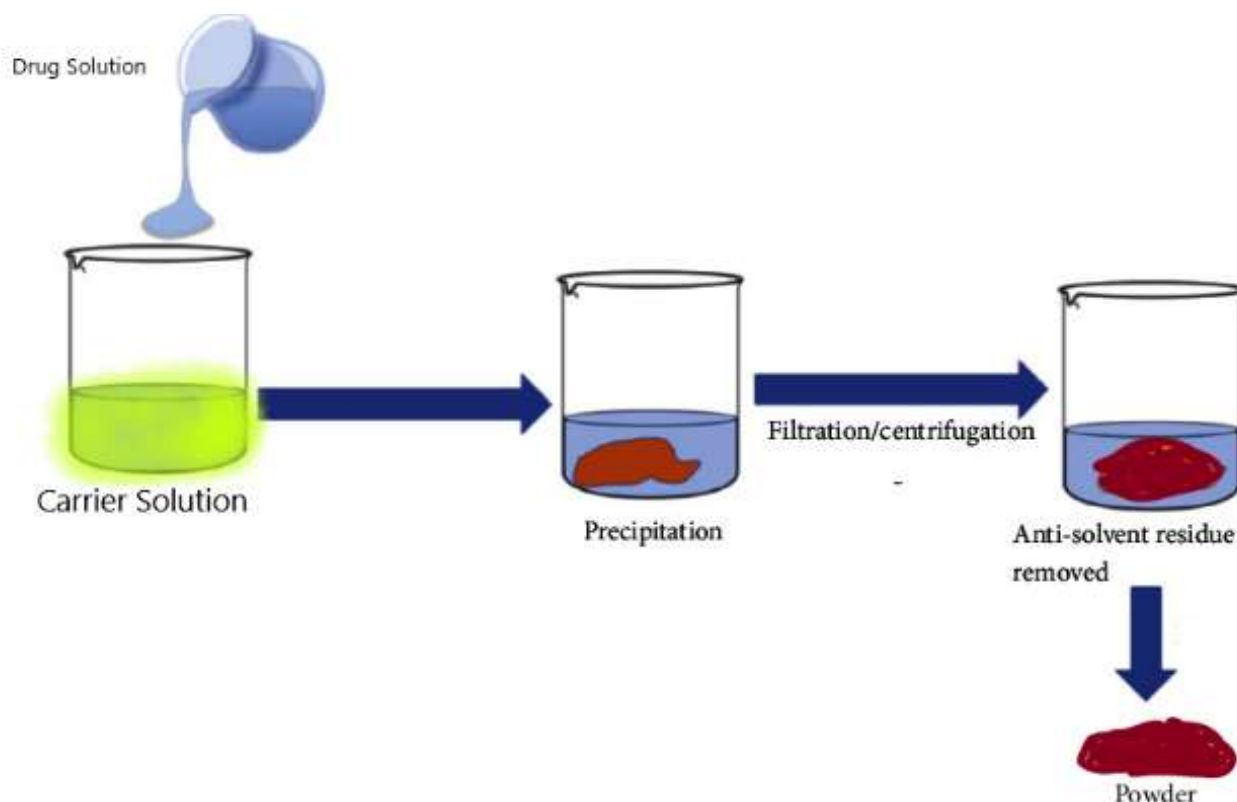 Drug Solution
Carrier Solution
Precipitation
Filtration/centrifugation
-
Anti-solvent residue
removed
Powder